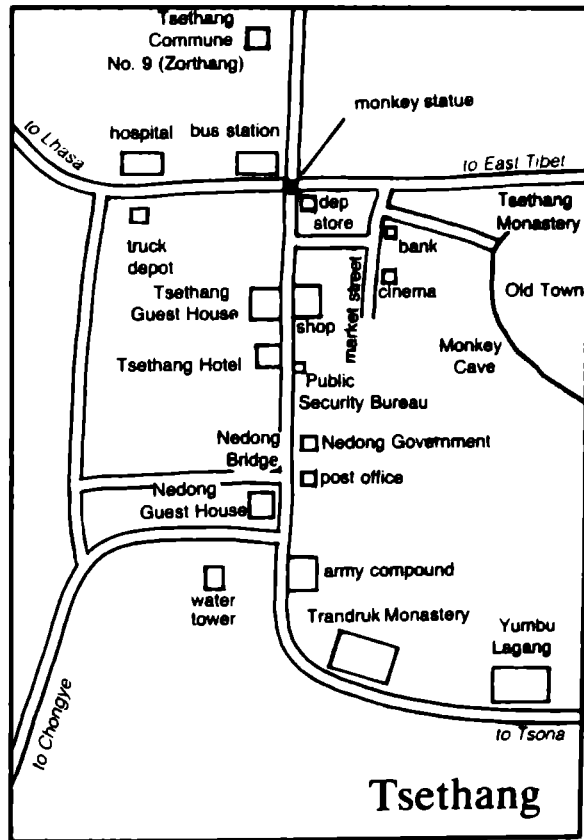 Tsethang
Commune
No. 9 (Zorthang)
monkey statue
to Lhasa
hospital
bus station
to East Tibet
dep
store
Tsethang
Monastery
truck
depot
bank
market street
cinema
Old Town
Tsethang
Guest House
shop
Monkey
Cave
Tsethang Hotel
Public
Security Bureau
Nedong
Bridge
Nedong Government
post office
Nedong
Guest House
army compound
water
tower
Trandruk Monastery
Yumbu
Lagang
to Chongye
to Tsona
Tsethang